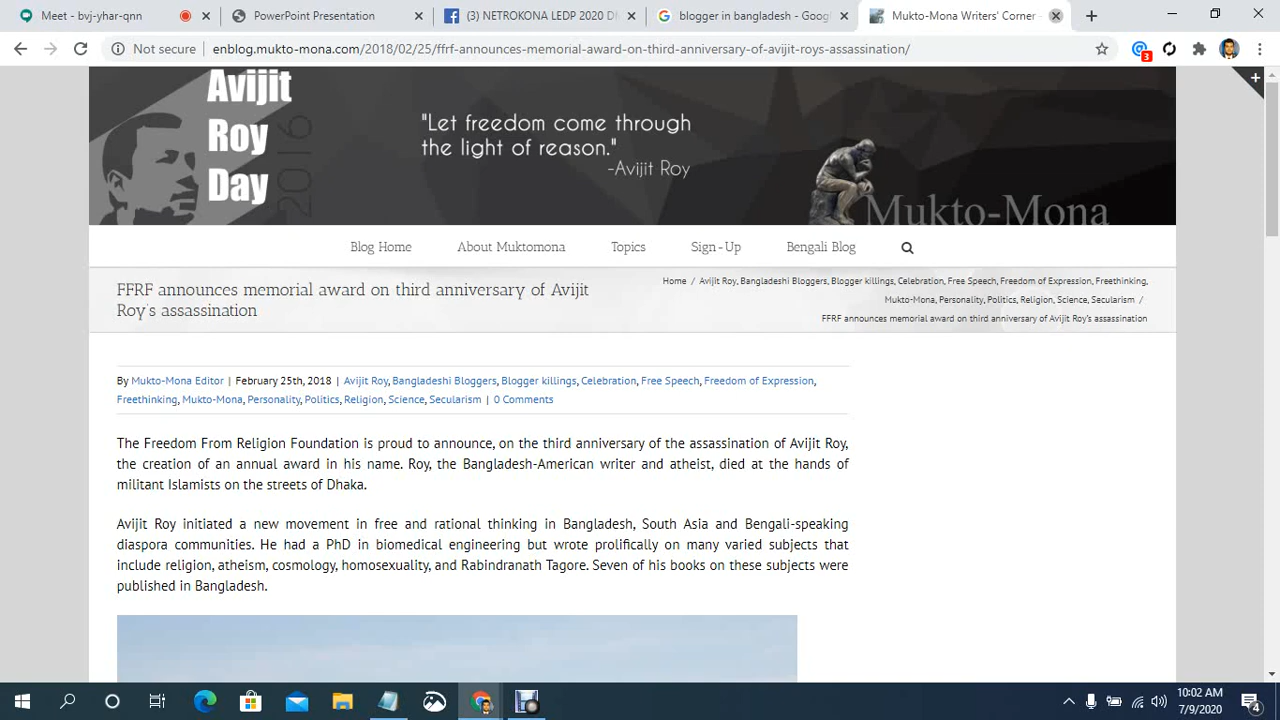 Meet - bvj-yhar-qnn
PowerPoint Presentation
(3) NETROKONA LEDP 2020 D
blogger in bangladesh - Goog
Mukto-Mona Writers' Corner -
Not secure
enblog.mukto-mona.com/2018/02/25/ffrf-announces-memorial-award-on-third-anniversary-of-avijit-roys-assassination/
3
Avijit
Roy
Day
2016
"Let freedom come through
the light of reason."
-Avijit Roy
Mukto-Mona
Blog Home About Muktomona Topics Sign-Up Bengali Blog
FFRF announces memorial award on third anniversary of Avijit
Roy's assassination
Home / Avijit Roy, Bangladeshi Bloggers, Blogger killings, Celebration, Free Speech, Freedom of Expression, Freethinking,
Mukto-Mona, Personality, Politics, Religion, Science, Secularism /
FFRF announces memorial award on third anniversary of Avijit Roy's assassination
By Mukto-Mona Editor | February 25th, 2018 | Avijit Roy, Bangladeshi Bloggers, Blogger killings, Celebration, Free Speech, Freedom of Expression,
Freethinking, Mukto-Mona, Personality, Politics, Religion, Science, Secularism | 0 Comments
The Freedom From Religion Foundation is proud to announce, on the third anniversary of the assassination of Avijit Roy,
the creation of an annual award in his name. Roy, the Bangladesh-American writer and atheist, died at the hands of
militant Islamists on the streets of Dhaka.
Avijit Roy initiated a new movement in free and rational thinking in Bangladesh, South Asia and Bengali-speaking
diaspora communities. He had a PhD in biomedical engineering but wrote prolifically on many varied subjects that
include religion, atheism, cosmology, homosexuality, and Rabindranath Tagore. Seven of his books on these subjects were
published in Bangladesh.
10:02 AM
7/9/2020
4